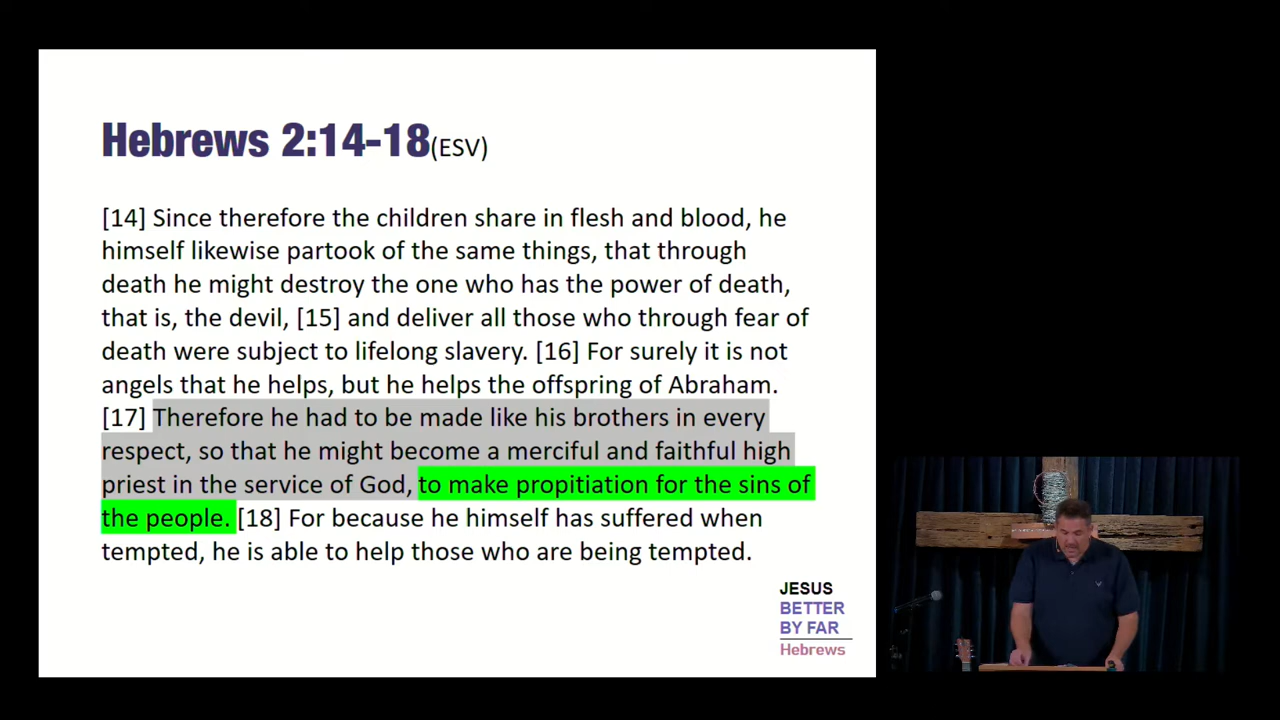 Hebrews 2:14-18(ESV)
[14] Since therefore the children share in flesh and blood, he
himself likewise partook of the same things, that through
death he might destroy the one who has the power of death,
that is, the devil, [15] and deliver all those who through fear of
death were subject to lifelong slavery. [16] For surely it is not
angels that he helps, but he helps the offspring of Abraham.
[17] Therefore he had to be made like his brothers in every
respect, so that he might become a merciful and faithful high
priest in the service of God, to make propitiation for the sins of
the people. [18] For because he himself has suffered when
tempted, he is able to help those who are being tempted.
JESUS
BETTER
BY FAR
Hebrews